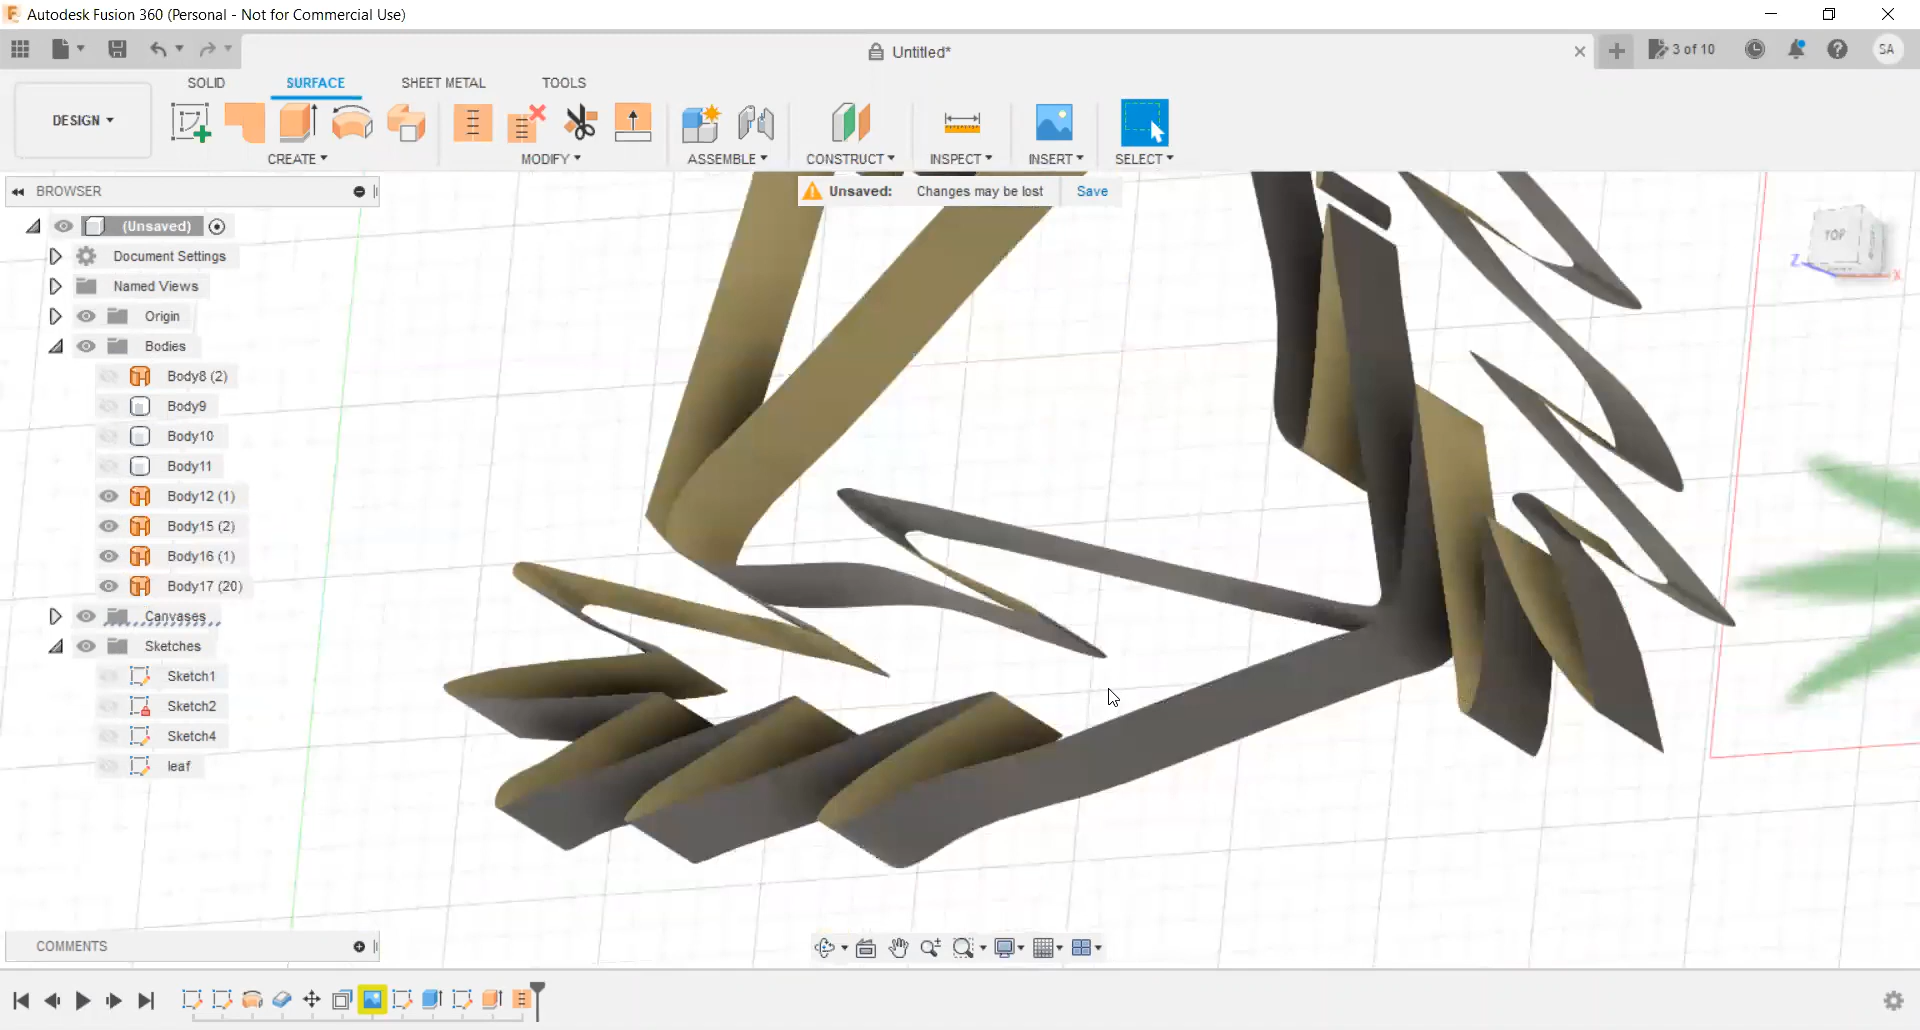 Autodesk Fusion 360 (Personal - Not for Commercial Use)
Untitled*
3 of 10
SA
SOLID
SURFACE
SHEET METAL
TOOLS
DESIGN
CREATE
MODIFY
ASSEMBLE
CONSTRUCT
INSPECT
INSERT
SELECT
BROWSER
Unsaved: Changes may be lost Save
(Unsaved)
Document Settings
Named Views
Origin
Bodies
Body8 (2)
Body9
Body10
Body11
Body12 (1)
Body15 (2)
Body16 (1)
Body17 (20)
Canvases
Sketches
Sketch1
Sketch2
Sketch4
leaf
TOP
Z
X
COMMENTS